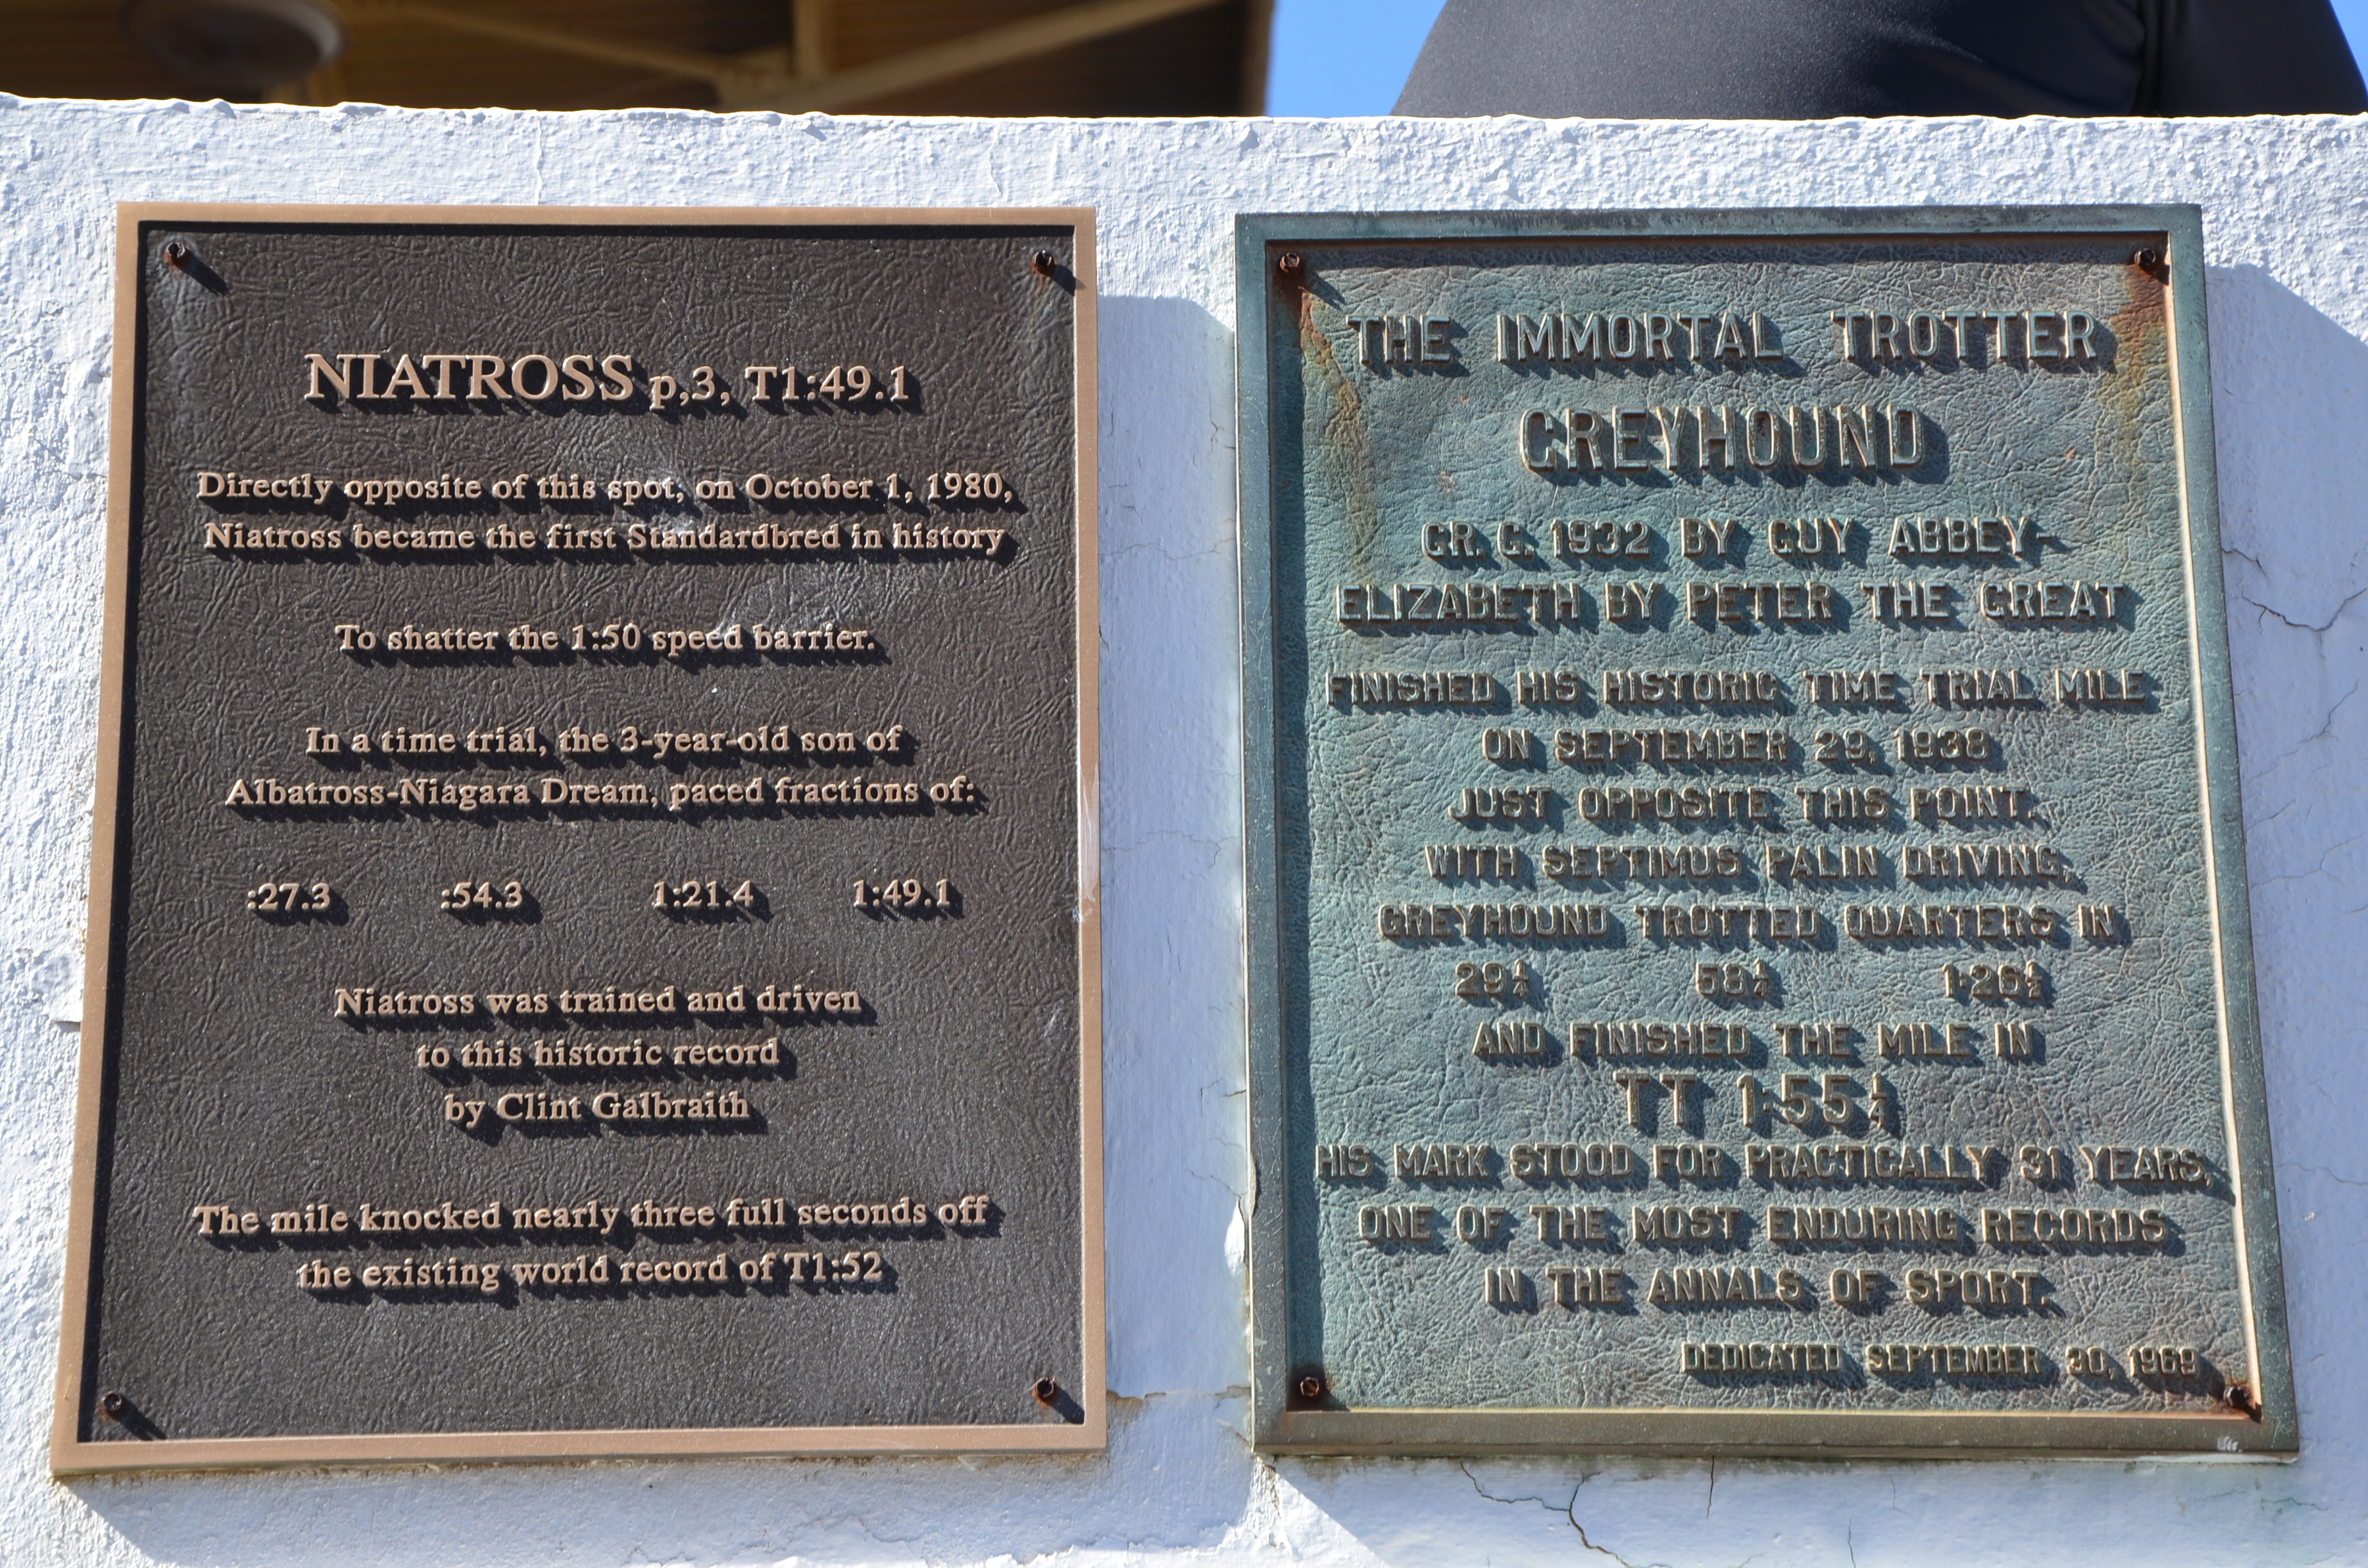 NIATROSS p,3, T1:49.1
Directly opposite of this spot, on October 1, 1980,
Niatross became the first Standardbred in history
To shatter the 1:50 speed barrier.
In a time trial, the 3-year-old son of
Albatross-Niagara Dream, paced fractions of:
:27.3 :54.3 1:21.4 1:49.1
Niatross was trained and driven
to this historic record
by Clint Galbraith
The mile knocked nearly three full seconds off
the existing world record of T1:52
THE IMMORTAL TROTTER
GREYHOUND
GR. G. 1932 BY GUY ABBEY-
ELIZABETH BY PETER THE GREAT
FINISHED HIS HISTORIC TIME TRIAL MILE
ON SEPTEMBER 29, 1938
JUST OPPOSITE THIS POINT.
WITH SEPTIMUS PALIN DRIVING,
GREYHOUND TROTTED QUARTERS IN
AND FINISHED THE MILE IN
TT 1:55¼
HIS MARK STOOD FOR PRACTICALLY 31 YEARS,
ONE OF THE MOST ENDURING RECORDS
IN THE ANNALS OF SPORT.
DEDICATED SEPTEMBER 30, 1969